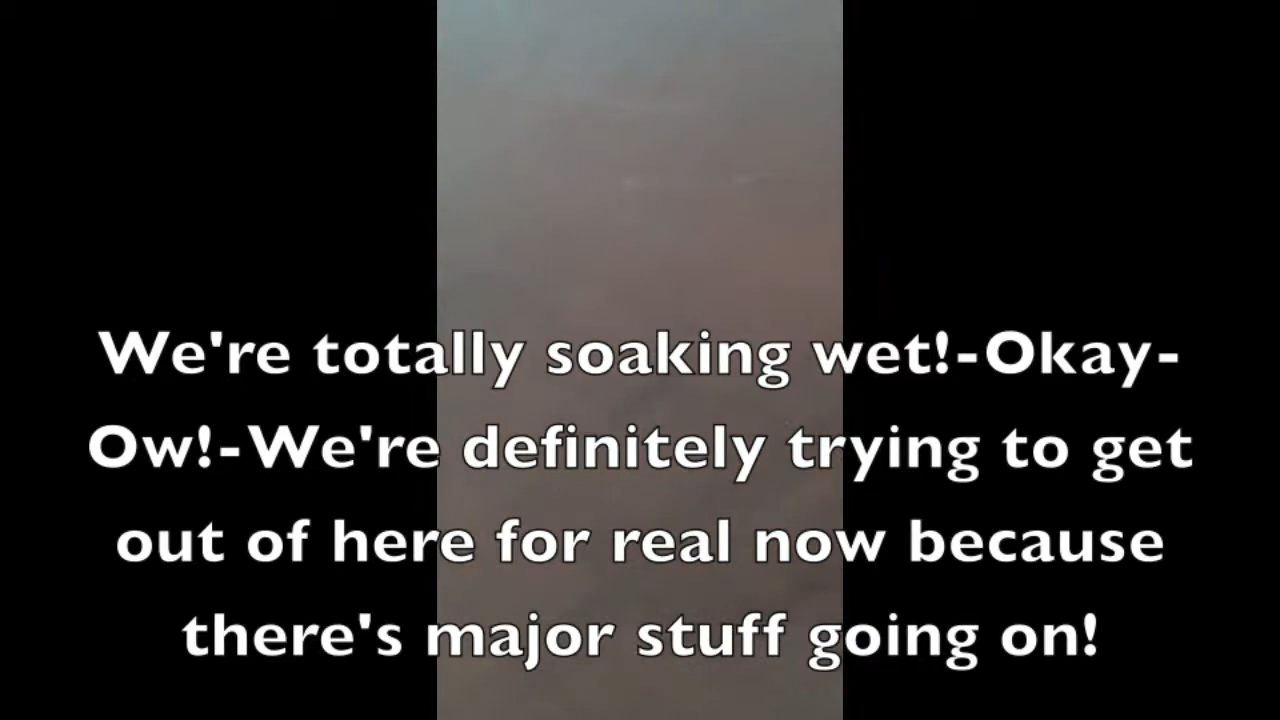 We're totally soaking wet!-Okay-
Ow!-We're definitely trying to get
out of here for real now because
there's major stuff going on!